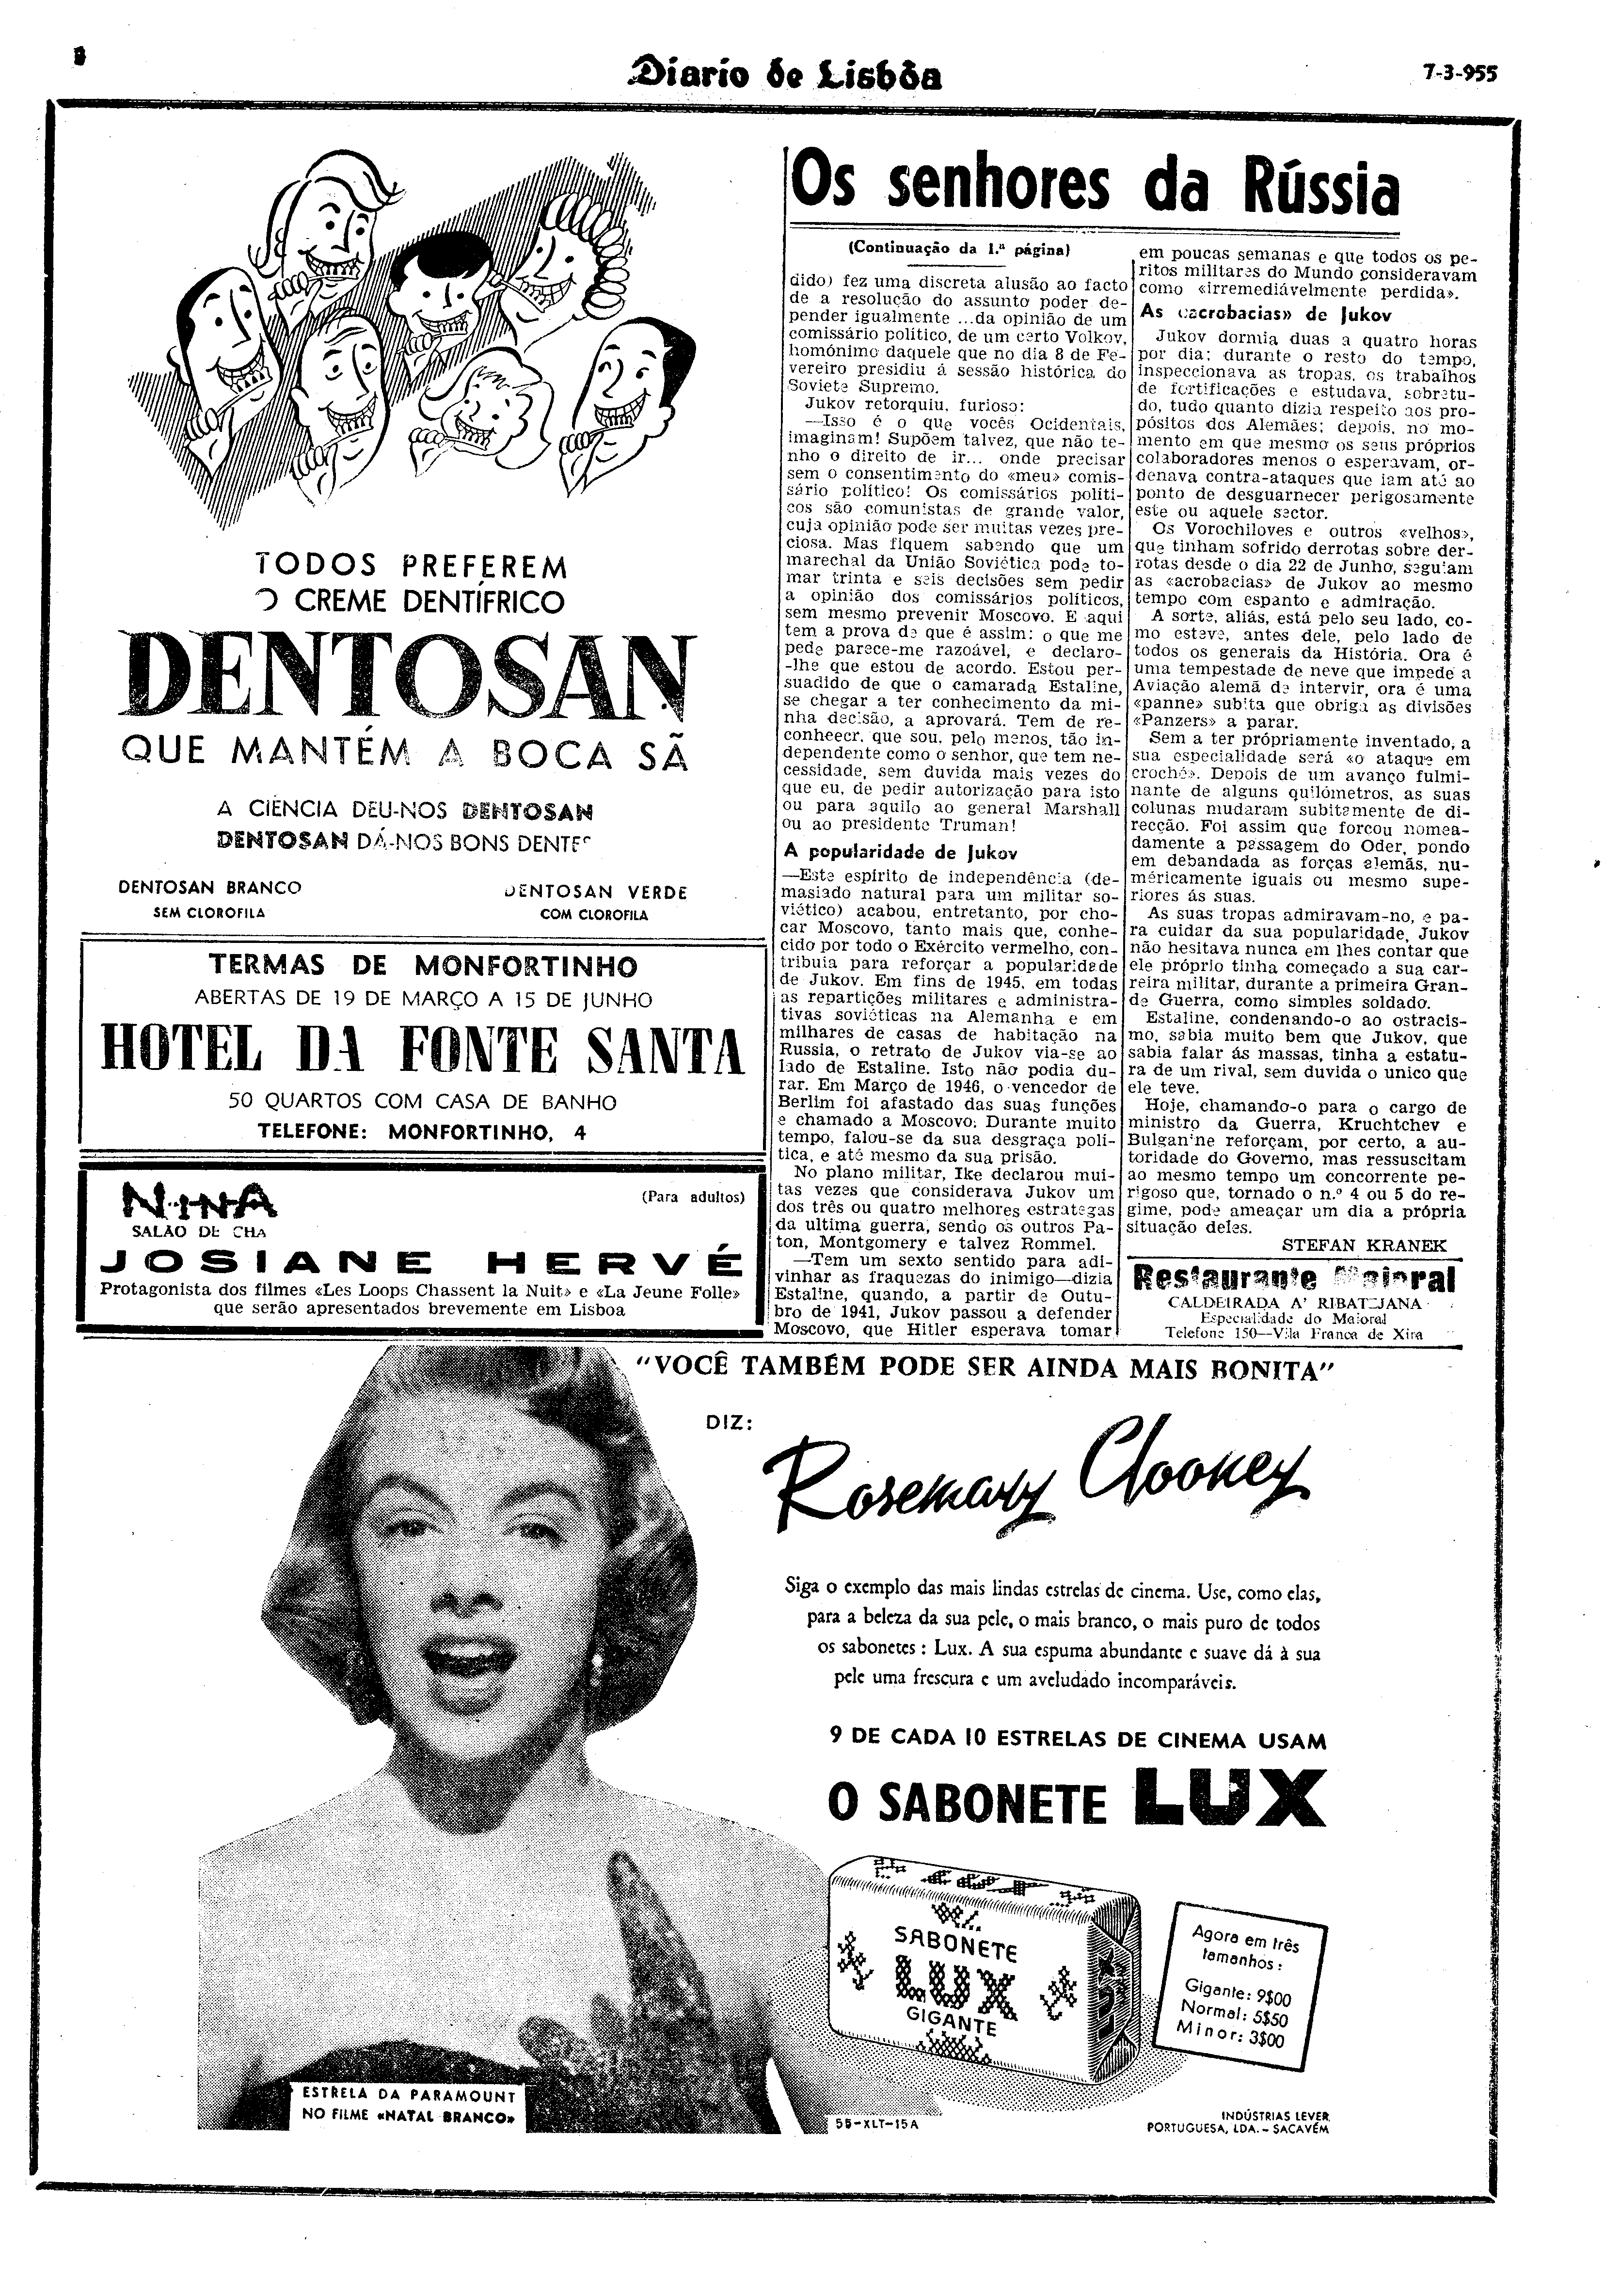 8
Diario de Lisbôa
7-3-955
TODOS PREFEREM
O CREME DENTÍFRICO
DENTOSAN
QUE MANTÉM A BOCA SÃ
A CIÊNCIA DEU-NOS DENTOSAN
DENTOSAN DÁ-NOS BONS DENTES
DENTOSAN BRANCO
SEM CLOROFILA
DENTOSAN VERDE
COM CLOROFILA
TERMAS DE MONFORTINHO
ABERTAS DE 19 DE MARÇO A 15 DE JUNHO
HOTEL DA FONTE SANTA
50 QUARTOS COM CASA DE BANHO
TELEFONE: MONFORTINHO, 4
NINA
SALÃO DE CHA
(Para adultos)
JOSIANE HERVÉ
Protagonista dos filmes «Les Loops Chassent la Nuit» e «La Jeune Folle»
que serão apresentados brevemente em Lisboa
Os senhores da Rússia
(Continuação da 1.ª página)
dido) fez uma discreta alusão ao facto
de a resolução do assunto poder de-
pender igualmente ...da opinião de um
comissário político, de um certo Volkov,
homónimo daquele que no dia 8 de Fe-
vereiro presidiu á sessão histórica do
Soviete Supremo.
Jukov retorquiu, furioso:
—Isso é o que vocês Ocidentais,
imaginam! Supõem talvez, que não te-
nho o direito de ir... onde precisar
sem o consentimento do «meu» comis-
sário político! Os comissários políti-
cos são comunistas de grande valor,
cuja opinião pode ser muitas vezes pre-
ciosa. Mas fiquem sabendo que um
marechal da União Soviética pode to-
mar trinta e seis decisões sem pedir
a opinião dos comissários políticos,
sem mesmo prevenir Moscovo. E aqui
tem a prova de que é assim: o que me
pede parece-me razoável, e declaro-
-lhe que estou de acordo. Estou per-
suadido de que o camarada Estaline,
se chegar a ter conhecimento da mi-
nha decisão, a aprovará. Tem de re-
conheecr, que sou, pelo menos, tão in-
dependente como o senhor, que tem ne-
cessidade, sem duvida mais vezes do
que eu, de pedir autorização para isto
ou para aquilo ao general Marshall
ou ao presidente Truman!
A popularidade de Jukov
—Este espírito de independência (de-
masiado natural para um militar so-
viético) acabou, entretanto, por cho-
car Moscovo, tanto mais que, conhe-
cido por todo o Exército vermelho, con-
tribuia para reforçar a popularidade
de Jukov. Em fins de 1945, em todas
as repartições militares e administra-
tivas soviéticas na Alemanha e em
milhares de casas de habitação na
Russia, o retrato de Jukov via-se ao
lado de Estaline. Isto não podia du-
rar. Em Março de 1946, o vencedor de
Berlim foi afastado das suas funções
e chamado a Moscovo. Durante muito
tempo, falou-se da sua desgraça polí-
tica, e até mesmo da sua prisão.
No plano militar, Ike declarou mui-
tas vezes que considerava Jukov um
dos três ou quatro melhores estrategas
da ultima guerra, sendo os outros Pa-
ton, Montgomery e talvez Rommel.
—Tem um sexto sentido para adi-
vinhar as fraquezas do inimigo—dizia
Estaline, quando, a partir de Outu-
bro de 1941, Jukov passou a defender
Moscovo, que Hitler esperava tomar
em poucas semanas e que todos os pe-
ritos militares do Mundo consideravam
como «irremediávelmente perdida».
As «acrobacias» de Jukov
Jukov dormia duas a quatro horas
por dia; durante o resto do tempo,
inspeccionava as tropas, os trabalhos
de fortificações e estudava, sobretu-
do, tudo quanto dizia respeito aos pro-
pósitos dos Alemães; depois, no mo-
mento em que mesmo os seus próprios
colaboradores menos o esperavam, or-
denava contra-ataques que iam até ao
ponto de desguarnecer perigosamente
este ou aquele sector.
Os Vorochiloves e outros «velhos»,
que tinham sofrido derrotas sobre der-
rotas desde o dia 22 de Junho, seguiam
as «acrobacias» de Jukov ao mesmo
tempo com espanto e admiração.
A sorte, aliás, está pelo seu lado, co-
mo esteve, antes dele, pelo lado de
todos os generais da História. Ora é
uma tempestade de neve que impede a
Aviação alemã de intervir, ora é uma
«panne» subita que obriga as divisões
«Panzers» a parar.
Sem a ter própriamente inventado, a
sua especialidade será «o ataque em
croché». Depois de um avanço fulmi-
nante de alguns quilómetros, as suas
colunas mudaram subitamente de di-
recção. Foi assim que forcou nomea-
damente a passagem do Oder, pondo
em debandada as forças alemãs, nu-
méricamente iguais ou mesmo supe-
riores ás suas.
As suas tropas admiravam-no, e pa-
ra cuidar da sua popularidade, Jukov
não hesitava nunca em lhes contar que
ele próprio tinha começado a sua car-
reira militar, durante a primeira Gran-
de Guerra, como simples soldado.
Estaline, condenando-o ao ostracis-
mo, sabia muito bem que Jukov, que
sabia falar ás massas, tinha a estatu-
ra de um rival, sem duvida o unico que
ele teve.
Hoje, chamando-o para o cargo de
ministro da Guerra, Kruchtchev e
Bulganine reforçam, por certo, a au-
toridade do Governo, mas ressuscitam
ao mesmo tempo um concorrente pe-
rigoso que, tornado o n.º 4 ou 5 do re-
gime, pode ameaçar um dia a própria
situação deles.
STEFAN KRANEK
Restaurante Maioral
CALDEIRADA A' RIBATEJANA
Especialidade do Maioral
Telefone 150—Vila Franca de Xira
"VOCÊ TAMBÉM PODE SER AINDA MAIS BONITA"
DIZ:
Rosemary Clooney
Siga o exemplo das mais lindas estrelas de cinema. Use, como elas,
para a beleza da sua pele, o mais branco, o mais puro de todos
os sabonetes : Lux. A sua espuma abundante e suave dá à sua
pele uma frescura e um aveludado incomparáveis.
9 DE CADA 10 ESTRELAS DE CINEMA USAM
O SABONETE LUX
SABONETE
LUX
GIGANTE
LUX
Agora em três
tamanhos :
Gigante: 9$00
Normal: 5$50
Minor: 3$00
ESTRELA DA PARAMOUNT
NO FILME «NATAL BRANCO»
55-XLT-15A
INDÚSTRIAS LEVER
PORTUGUESA, LDA. - SACAVÉM